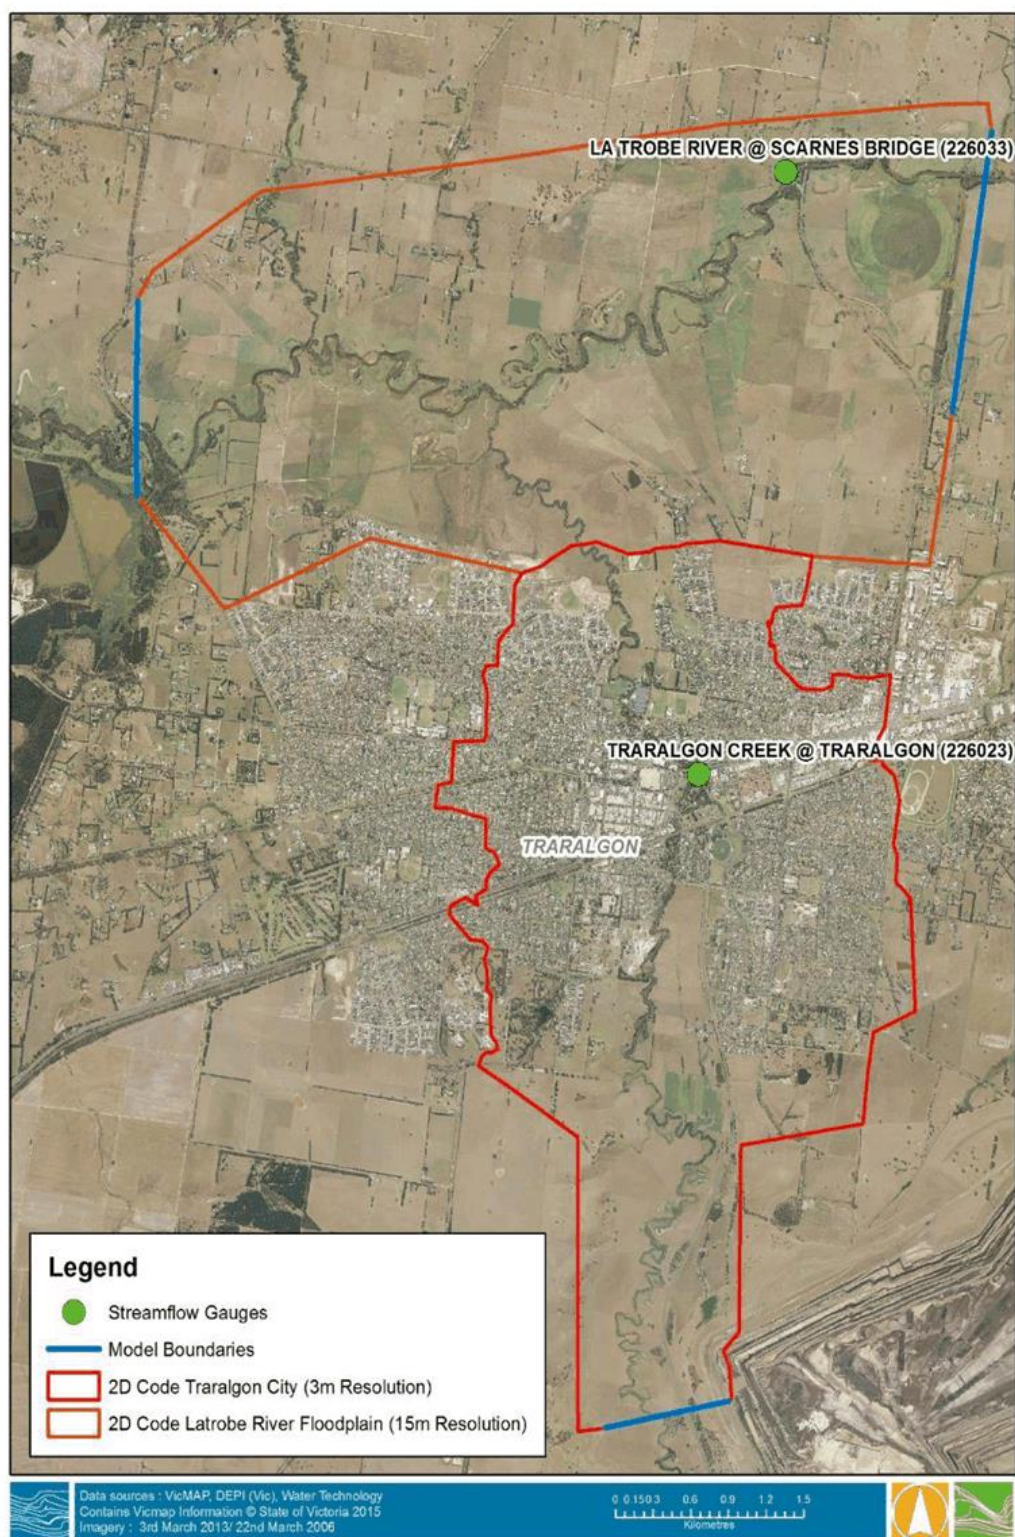 LA TROBE RIVER @ SCARNES BRIDGE (226033)
TRARALGON CREEK @ TRARALGON (226023)
TRARALGON
Legend
Streamflow Gauges
Model Boundaries
2D Code Traralgon City (3m Resolution)
2D Code Latrobe River Floodplain (15m Resolution)
Data sources : VicMAP, DEPI (Vic), Water Technology
Contains Vicmap Information © State of Victoria 2015
Imagery : 3rd March 2013/ 22nd March 2006
0 0.150.3 0.6 0.9 1.2 1.5
Kilometres